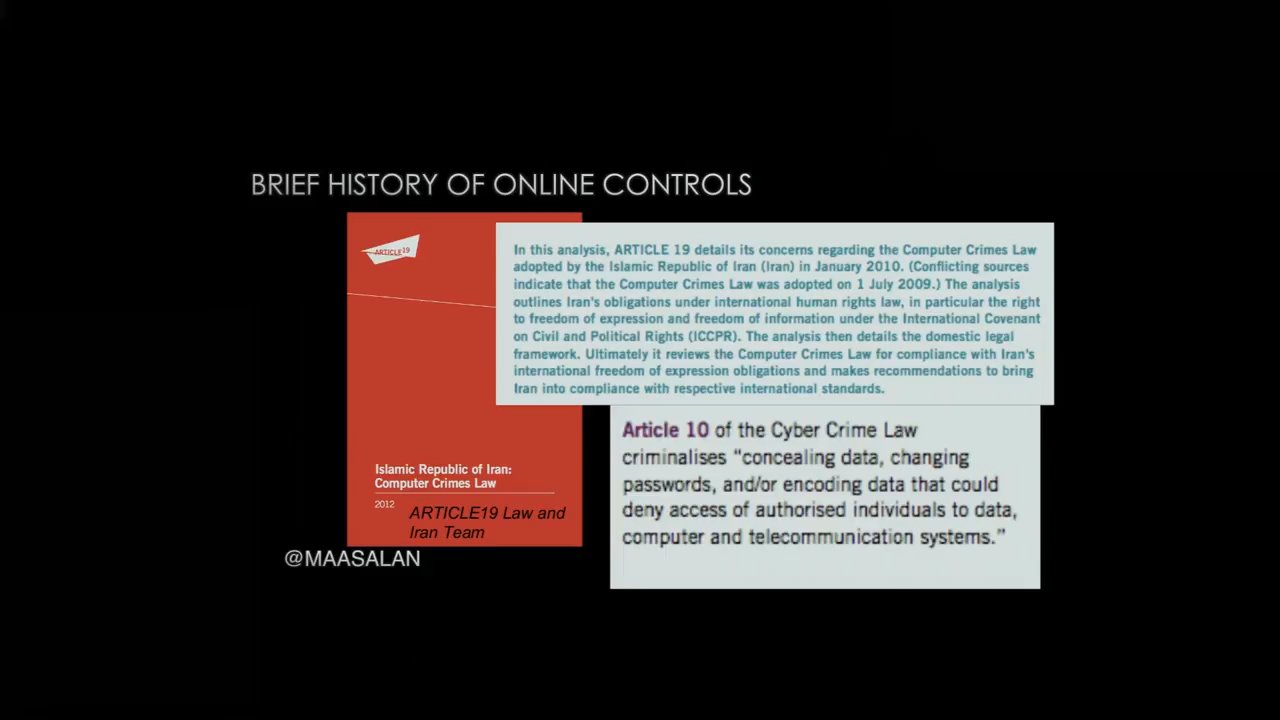 BRIEF HISTORY OF ONLINE CONTROLS
ARTICLE 19
In this analysis, ARTICLE 19 details its concerns regarding the Computer Crimes Law
adopted by the Islamic Republic of Iran (Iran) in January 2010. (Conflicting sources
indicate that the Computer Crimes Law was adopted on 1 July 2009.) The analysis
outlines Iran's obligations under international human rights law, in particular the right
to freedom of expression and freedom of information under the International Covenant
on Civil and Political Rights (ICCPR). The analysis then details the domestic legal
framework. Ultimately it reviews the Computer Crimes Law for compliance with Iran's
international freedom of expression obligations and makes recommendations to bring
Iran into compliance with respective international standards.
Article 10 of the Cyber Crime Law
criminalises "concealing data, changing
passwords, and/or encoding data that could
deny access of authorised individuals to data,
computer and telecommunication systems."
Islamic Republic of Iran:
Computer Crimes Law
2012
ARTICLE19 Law and
Iran Team
@MAASALAN